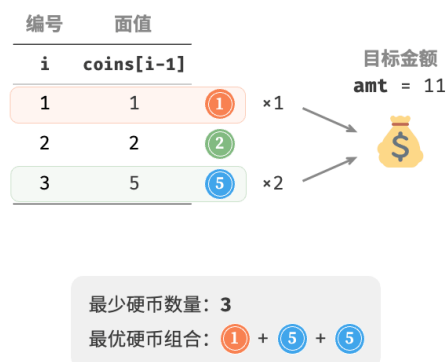 编号 面值
i coins[i-1]
1 1 1 ×1
2 2 2
3 5 5 ×2
目标金额
amt = 11
$
最少硬币数量：3
最优硬币组合：1 + 5 + 5